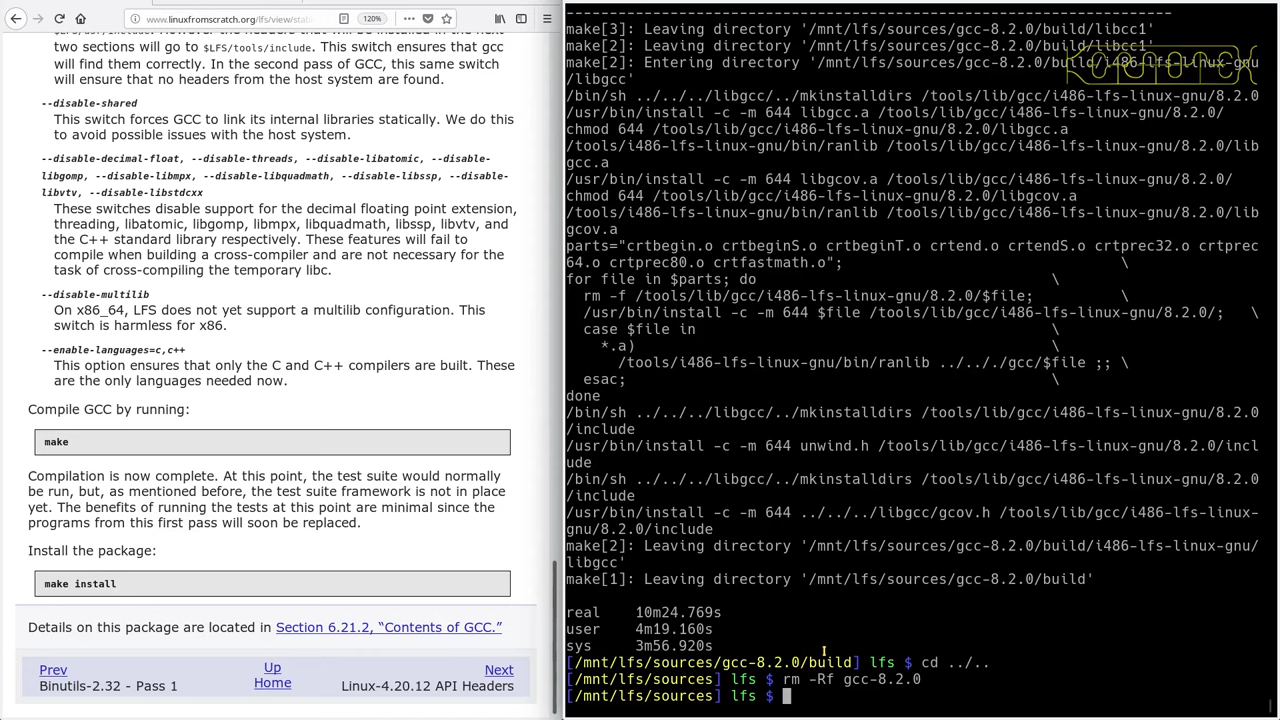 www.linuxfromscratch.org/lfs/view/stab
120%
two sections will go to $LFS/tools/include. This switch ensures that gcc
will find them correctly. In the second pass of GCC, this same switch
will ensure that no headers from the host system are found.
--disable-shared
This switch forces GCC to link its internal libraries statically. We do this
to avoid possible issues with the host system.
--disable-decimal-float, --disable-threads, --disable-libatomic, --disable-
libgomp, --disable-libmpx, --disable-libquadmath, --disable-libssp, --disable-
libvtv, --disable-libstdcxx
These switches disable support for the decimal floating point extension,
threading, libatomic, libgomp, libmpx, libquadmath, libssp, libvtv, and
the C++ standard library respectively. These features will fail to
compile when building a cross-compiler and are not necessary for the
task of cross-compiling the temporary libc.
--disable-multilib
On x86_64, LFS does not yet support a multilib configuration. This
switch is harmless for x86.
--enable-languages=c,c++
This option ensures that only the C and C++ compilers are built. These
are the only languages needed now.
Compile GCC by running:
make
Compilation is now complete. At this point, the test suite would normally
be run, but, as mentioned before, the test suite framework is not in place
yet. The benefits of running the tests at this point are minimal since the
programs from this first pass will soon be replaced.
Install the package:
make install
Details on this package are located in Section 6.21.2, “Contents of GCC.”
Prev
Binutils-2.32 - Pass 1
Up
Home
Next
Linux-4.20.12 API Headers
----------------------------------------------------------------------
make[3]: Leaving directory '/mnt/lfs/sources/gcc-8.2.0/build/libcc1'
make[2]: Leaving directory '/mnt/lfs/sources/gcc-8.2.0/build/libcc1'
make[2]: Entering directory '/mnt/lfs/sources/gcc-8.2.0/build/i486-lfs-linux-gnu
/libgcc'
/bin/sh ../../../libgcc/../mkinstalldirs /tools/lib/gcc/i486-lfs-linux-gnu/8.2.0
/usr/bin/install -c -m 644 libgcc.a /tools/lib/gcc/i486-lfs-linux-gnu/8.2.0/
chmod 644 /tools/lib/gcc/i486-lfs-linux-gnu/8.2.0/libgcc.a
/tools/i486-lfs-linux-gnu/bin/ranlib /tools/lib/gcc/i486-lfs-linux-gnu/8.2.0/lib
gcc.a
/usr/bin/install -c -m 644 libgcov.a /tools/lib/gcc/i486-lfs-linux-gnu/8.2.0/
chmod 644 /tools/lib/gcc/i486-lfs-linux-gnu/8.2.0/libgcov.a
/tools/i486-lfs-linux-gnu/bin/ranlib /tools/lib/gcc/i486-lfs-linux-gnu/8.2.0/lib
gcov.a
parts="crtbegin.o crtbeginS.o crtbeginT.o crtend.o crtendS.o crtprec32.o crtprec
64.o crtprec80.o crtfastmath.o"; \
for file in $parts; do \
rm -f /tools/lib/gcc/i486-lfs-linux-gnu/8.2.0/$file; \
/usr/bin/install -c -m 644 $file /tools/lib/gcc/i486-lfs-linux-gnu/8.2.0/; \
case $file in \
*.a) \
/tools/i486-lfs-linux-gnu/bin/ranlib ../.././gcc/$file ;; \
esac; \
done
/bin/sh ../../../libgcc/../mkinstalldirs /tools/lib/gcc/i486-lfs-linux-gnu/8.2.0
/include
/usr/bin/install -c -m 644 unwind.h /tools/lib/gcc/i486-lfs-linux-gnu/8.2.0/incl
ude
/bin/sh ../../../libgcc/../mkinstalldirs /tools/lib/gcc/i486-lfs-linux-gnu/8.2.0
/include
/usr/bin/install -c -m 644 ../../../libgcc/gcov.h /tools/lib/gcc/i486-lfs-linux-
gnu/8.2.0/include
make[2]: Leaving directory '/mnt/lfs/sources/gcc-8.2.0/build/i486-lfs-linux-gnu/
libgcc'
make[1]: Leaving directory '/mnt/lfs/sources/gcc-8.2.0/build'
real 10m24.769s
user 4m19.160s
sys 3m56.920s
[/mnt/lfs/sources/gcc-8.2.0/build] lfs $ cd ../..
[/mnt/lfs/sources] lfs $ rm -Rf gcc-8.2.0
[/mnt/lfs/sources] lfs $